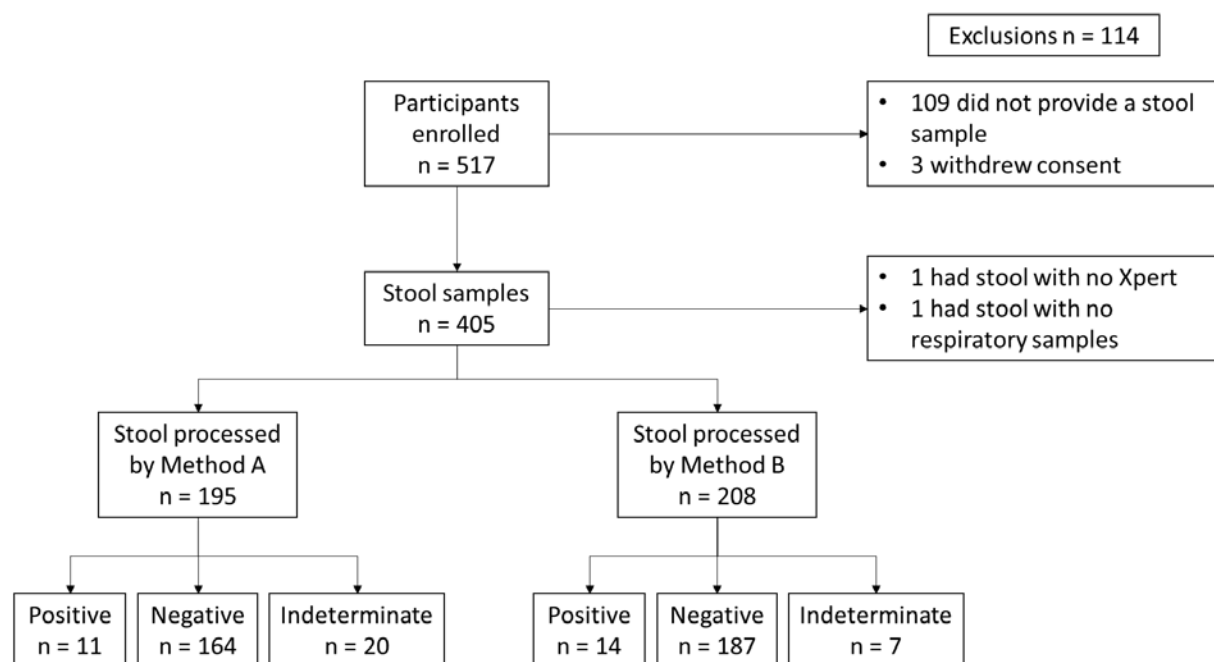 Exclusions n = 114
Participants
enrolled
n = 517
• 109 did not provide a stool
sample
• 3 withdrew consent
Stool samples
n = 405
• 1 had stool with no Xpert
• 1 had stool with no
respiratory samples
Stool processed
by Method A
n = 195
Stool processed
by Method B
n = 208
Positive
n = 11
Negative
n = 164
Indeterminate
n = 20
Positive
n = 14
Negative
n = 187
Indeterminate
n = 7